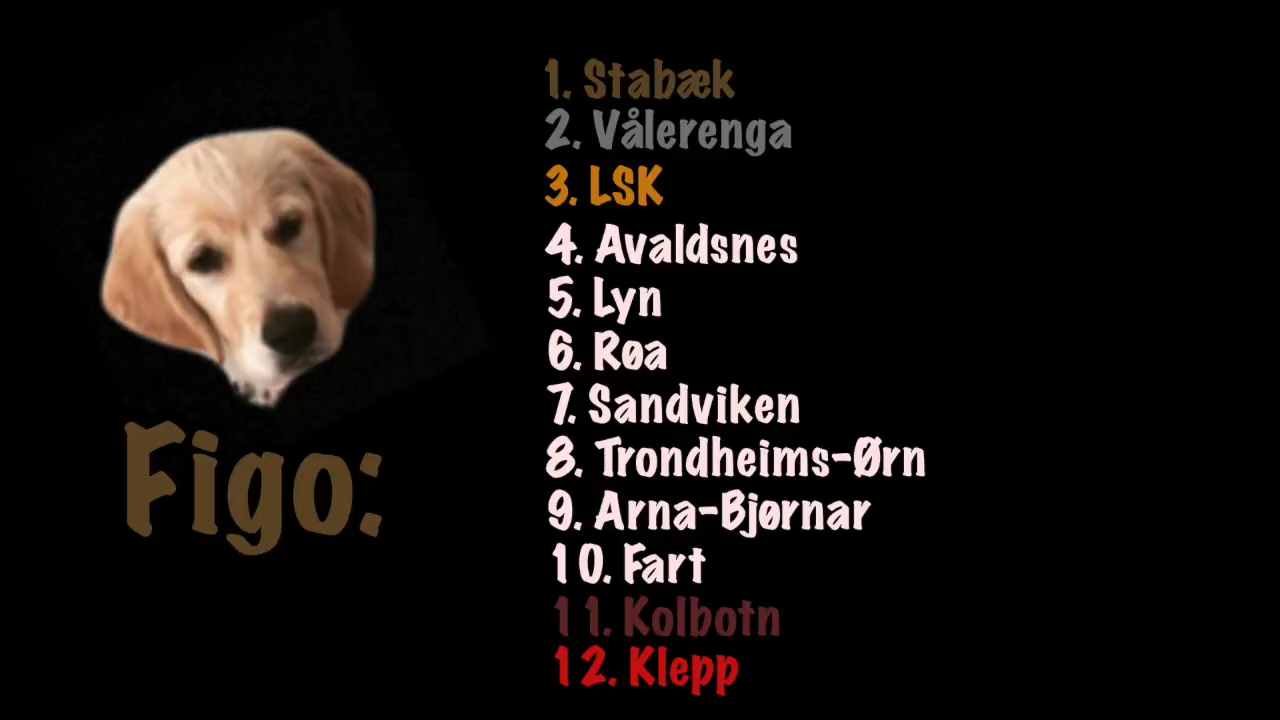 Figo:
1. Stabæk
2. Vålerenga
3. LSK
4. Avaldsnes
5. Lyn
6. Røa
7. Sandviken
8. Trondheims-Ørn
9. Arna-Bjørnar
10. Fart
11. Kolbotn
12. Klepp